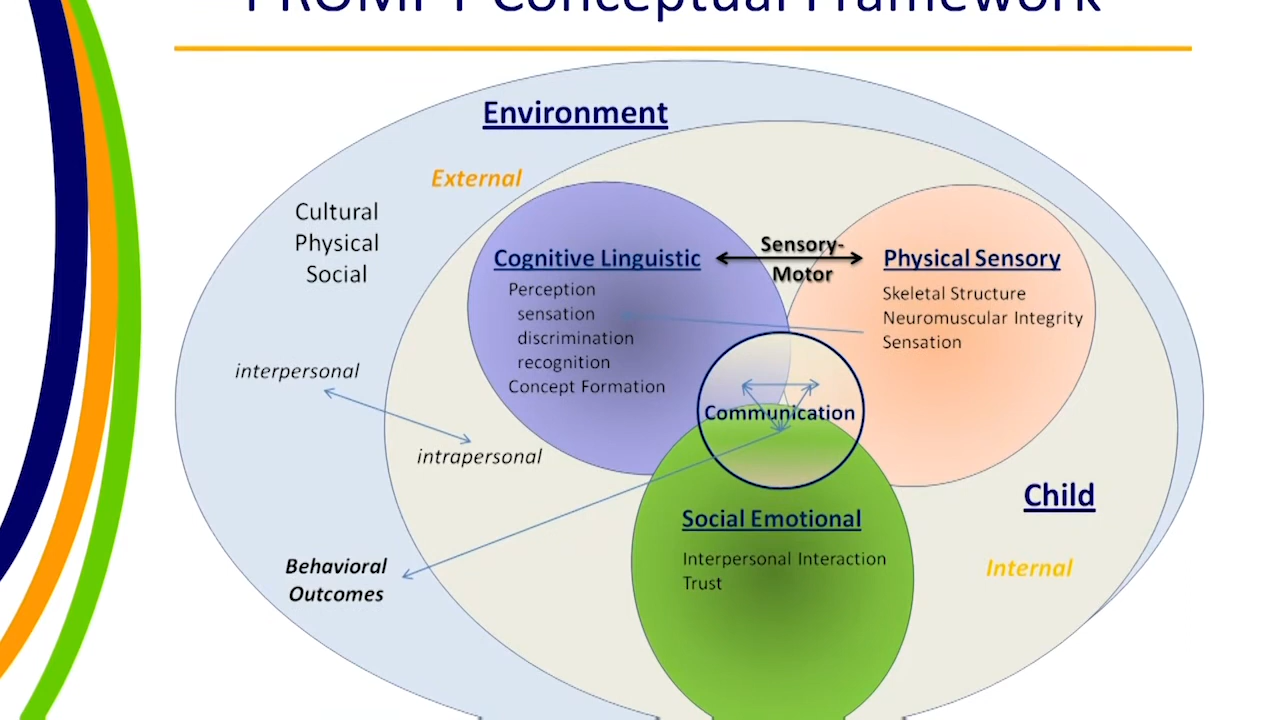 PROMPT Conceptual Framework
Environment
External
Cultural
Physical
Social
interpersonal
intrapersonal
Behavioral
Outcomes
Cognitive Linguistic
Perception
sensation
discrimination
recognition
Concept Formation
Sensory-
Motor
Physical Sensory
Skeletal Structure
Neuromuscular Integrity
Sensation
Communication
Social Emotional
Interpersonal Interaction
Trust
Child
Internal